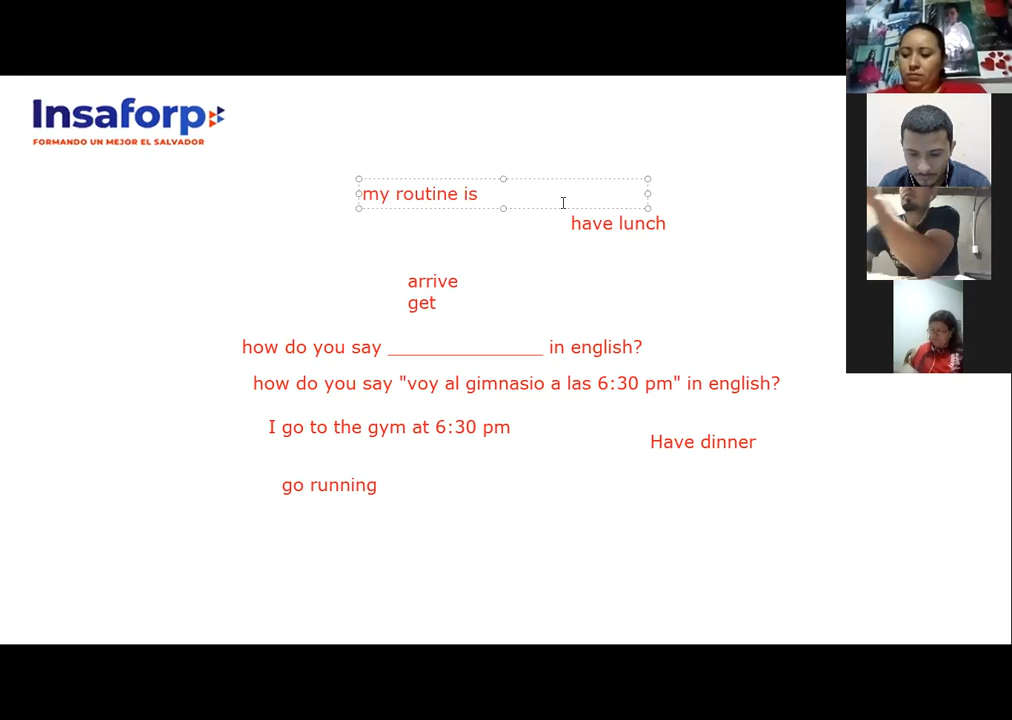 Insaforp
FORMANDO UN MEJOR EL SALVADOR
my routine is
have lunch
arrive
get
how do you say ________________ in english?
how do you say "voy al gimnasio a las 6:30 pm" in english?
I go to the gym at 6:30 pm
Have dinner
go running